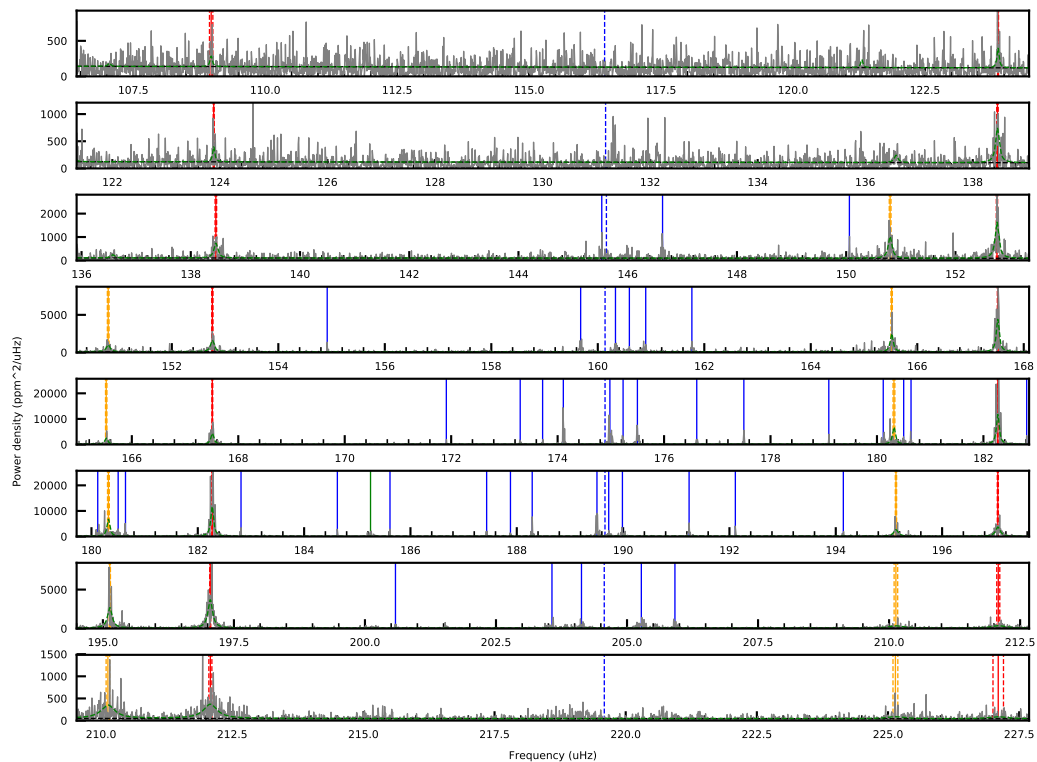 500
0
107.5 110.0 112.5 115.0 117.5 120.0 122.5
1000
500
0
122 124 126 128 130 132 134 136 138
2000
1000
0
136 138 140 142 144 146 148 150 152
5000
0
152 154 156 158 160 162 164 166 168
20000
10000
0
166 168 170 172 174 176 178 180 182
20000
10000
0
180 182 184 186 188 190 192 194 196
5000
0
195.0 197.5 200.0 202.5 205.0 207.5 210.0 212.5
1500
1000
500
0
210.0 212.5 215.0 217.5 220.0 222.5 225.0 227.5
Power density (ppm^2/uHz)
Frequency (uHz)